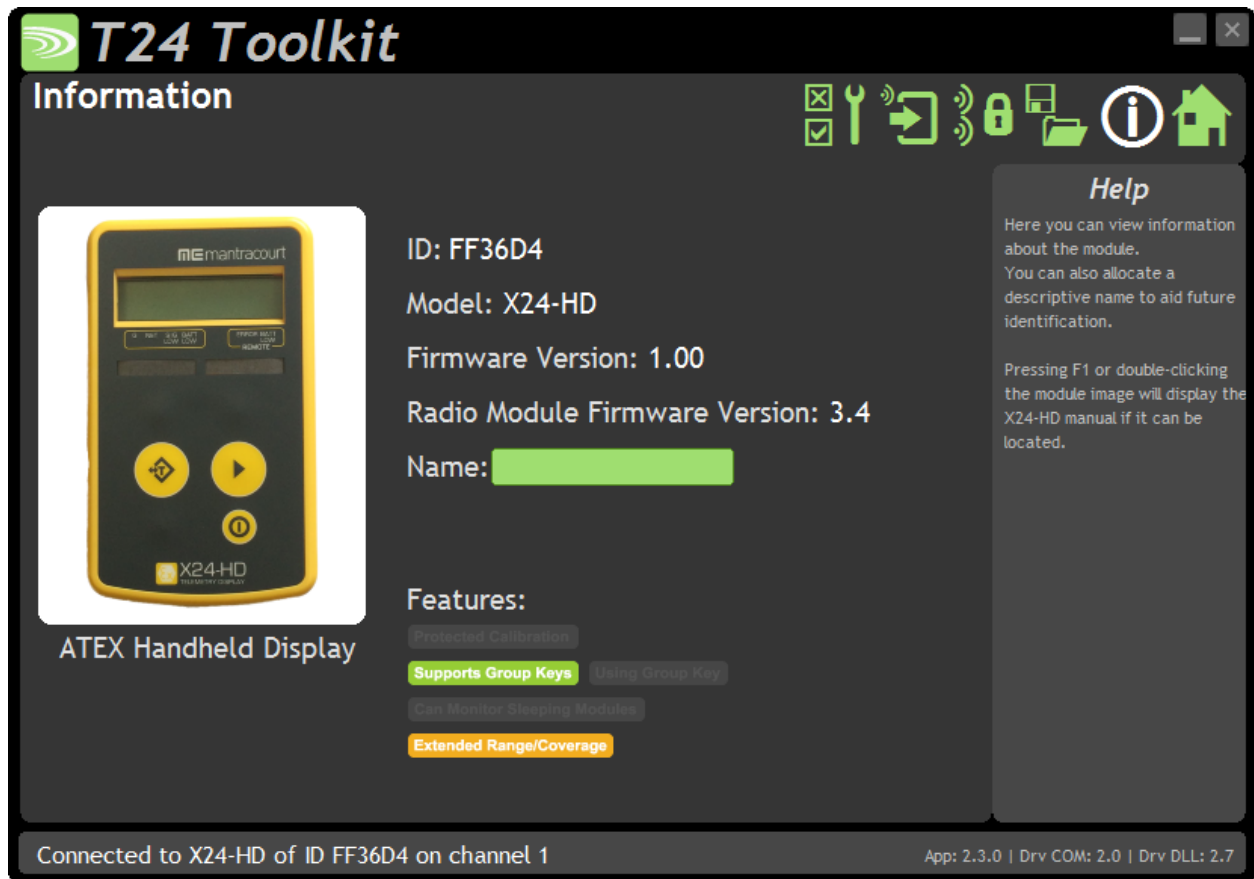 T24 Toolkit
Information
mantracourt
REMOTE
X24-HD
TELEMETRY DISPLAY
ATEX Handheld Display
ID: FF36D4
Model: X24-HD
Firmware Version: 1.00
Radio Module Firmware Version: 3.4
Name:
Features:
Protected Calibration
Supports Group Keys Using Group Key
Can Monitor Sleeping Modules
Extended Range/Coverage
Help
Here you can view information
about the module.
You can also allocate a
descriptive name to aid future
identification.
Pressing F1 or double-clicking
the module image will display the
X24-HD manual if it can be
located.
Connected to X24-HD of ID FF36D4 on channel 1
App: 2.3.0 | Drv COM: 2.0 | Drv DLL: 2.7